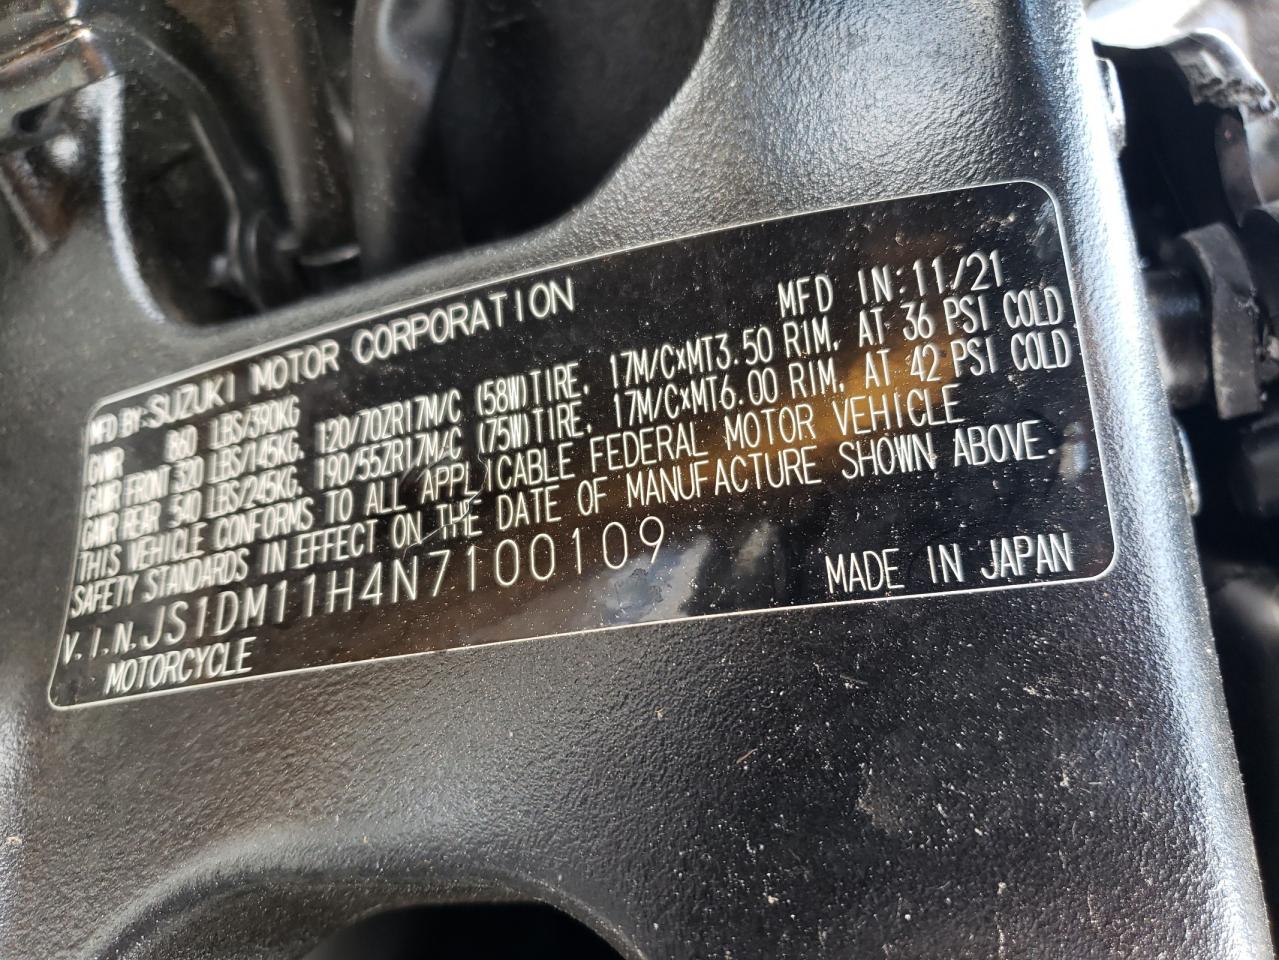 MFD BY:SUZUKI MOTOR CORPORATION MFD IN:11/21
GVWR 860 LBS/390KG
GAWR FRONT 320 LBS/145KG, 120/70ZR17M/C (58W)TIRE, 17M/C×MT3.50 RIM, AT 36 PSI COLD
GAWR REAR 540 LBS/245KG, 190/55ZR17M/C (75W)TIRE, 17M/C×MT6.00 RIM, AT 42 PSI COLD
THIS VEHICLE CONFORMS TO ALL APPLICABLE FEDERAL MOTOR VEHICLE
SAFETY STANDARDS IN EFFECT ON THE DATE OF MANUFACTURE SHOWN ABOVE.
V.I.N.JS1DM11H4N7100109
MOTORCYCLE MADE IN JAPAN